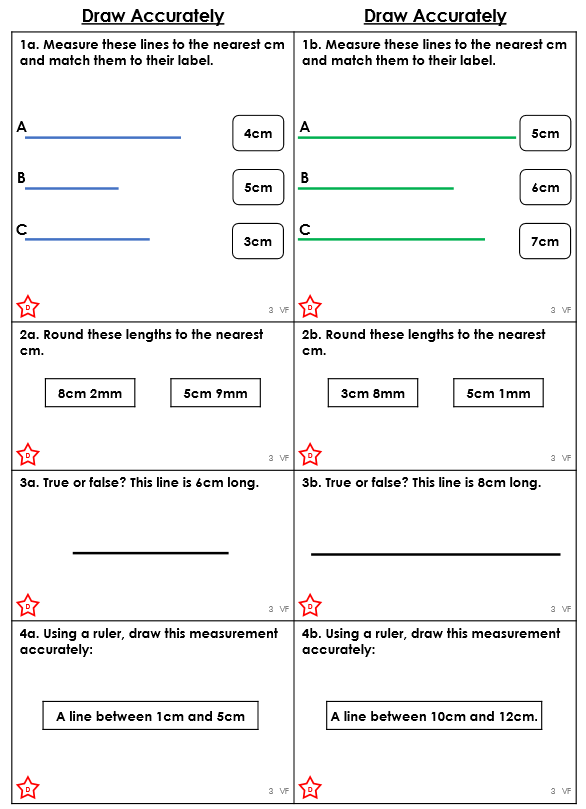 Draw Accurately
Draw Accurately
1a. Measure these lines to the nearest cm
and match them to their label.
A
4cm
B
5cm
C
3cm
D
3 VF
1b. Measure these lines to the nearest cm
and match them to their label.
A
5cm
B
6cm
C
7cm
D
3 VF
2a. Round these lengths to the nearest
cm.
8cm 2mm
5cm 9mm
D
3 VF
2b. Round these lengths to the nearest
cm.
3cm 8mm
5cm 1mm
D
3 VF
3a. True or false? This line is 6cm long.
D
3 VF
3b. True or false? This line is 8cm long.
D
3 VF
4a. Using a ruler, draw this measurement
accurately:
A line between 1cm and 5cm
D
3 VF
4b. Using a ruler, draw this measurement
accurately:
A line between 10cm and 12cm.
D
3 VF